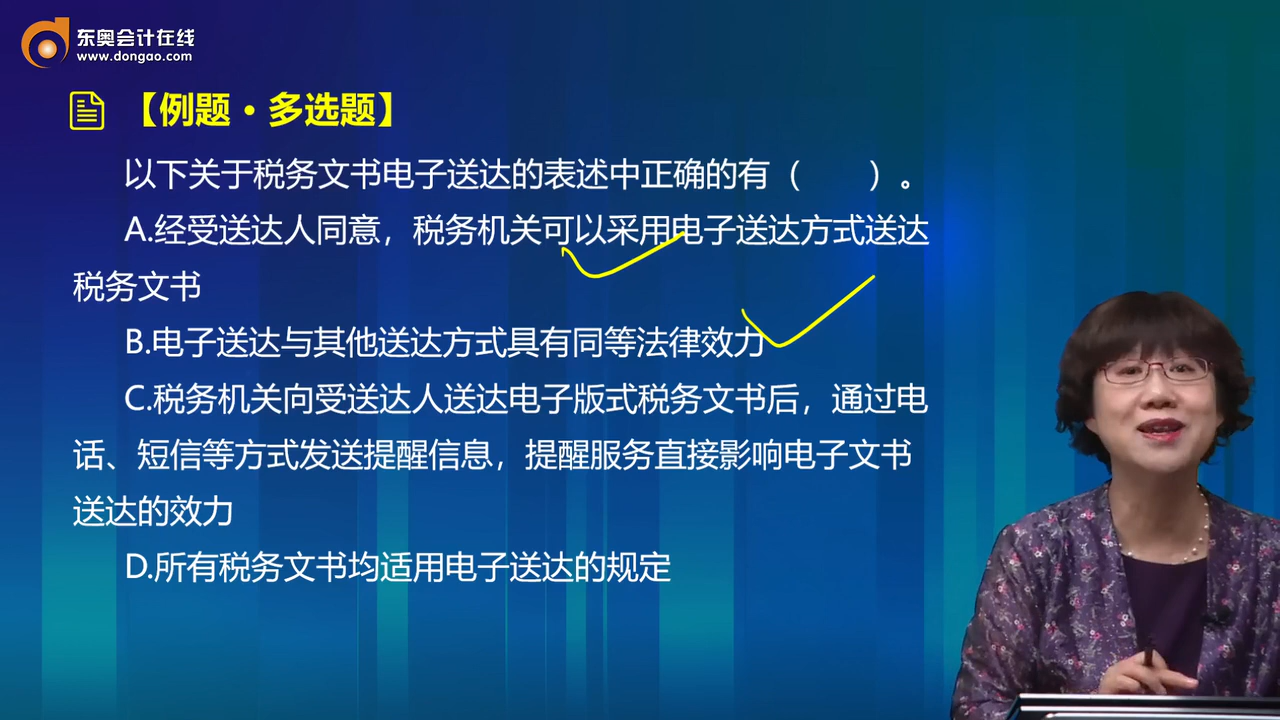 东奥会计在线
www.dongao.com
【例题·多选题】
以下关于税务文书电子送达的表述中正确的有（　　）。
A.经受送达人同意，税务机关可以采用电子送达方式送达
税务文书
B.电子送达与其他送达方式具有同等法律效力
C.税务机关向受送达人送达电子版式税务文书后，通过电
话、短信等方式发送提醒信息，提醒服务直接影响电子文书
送达的效力
D.所有税务文书均适用电子送达的规定